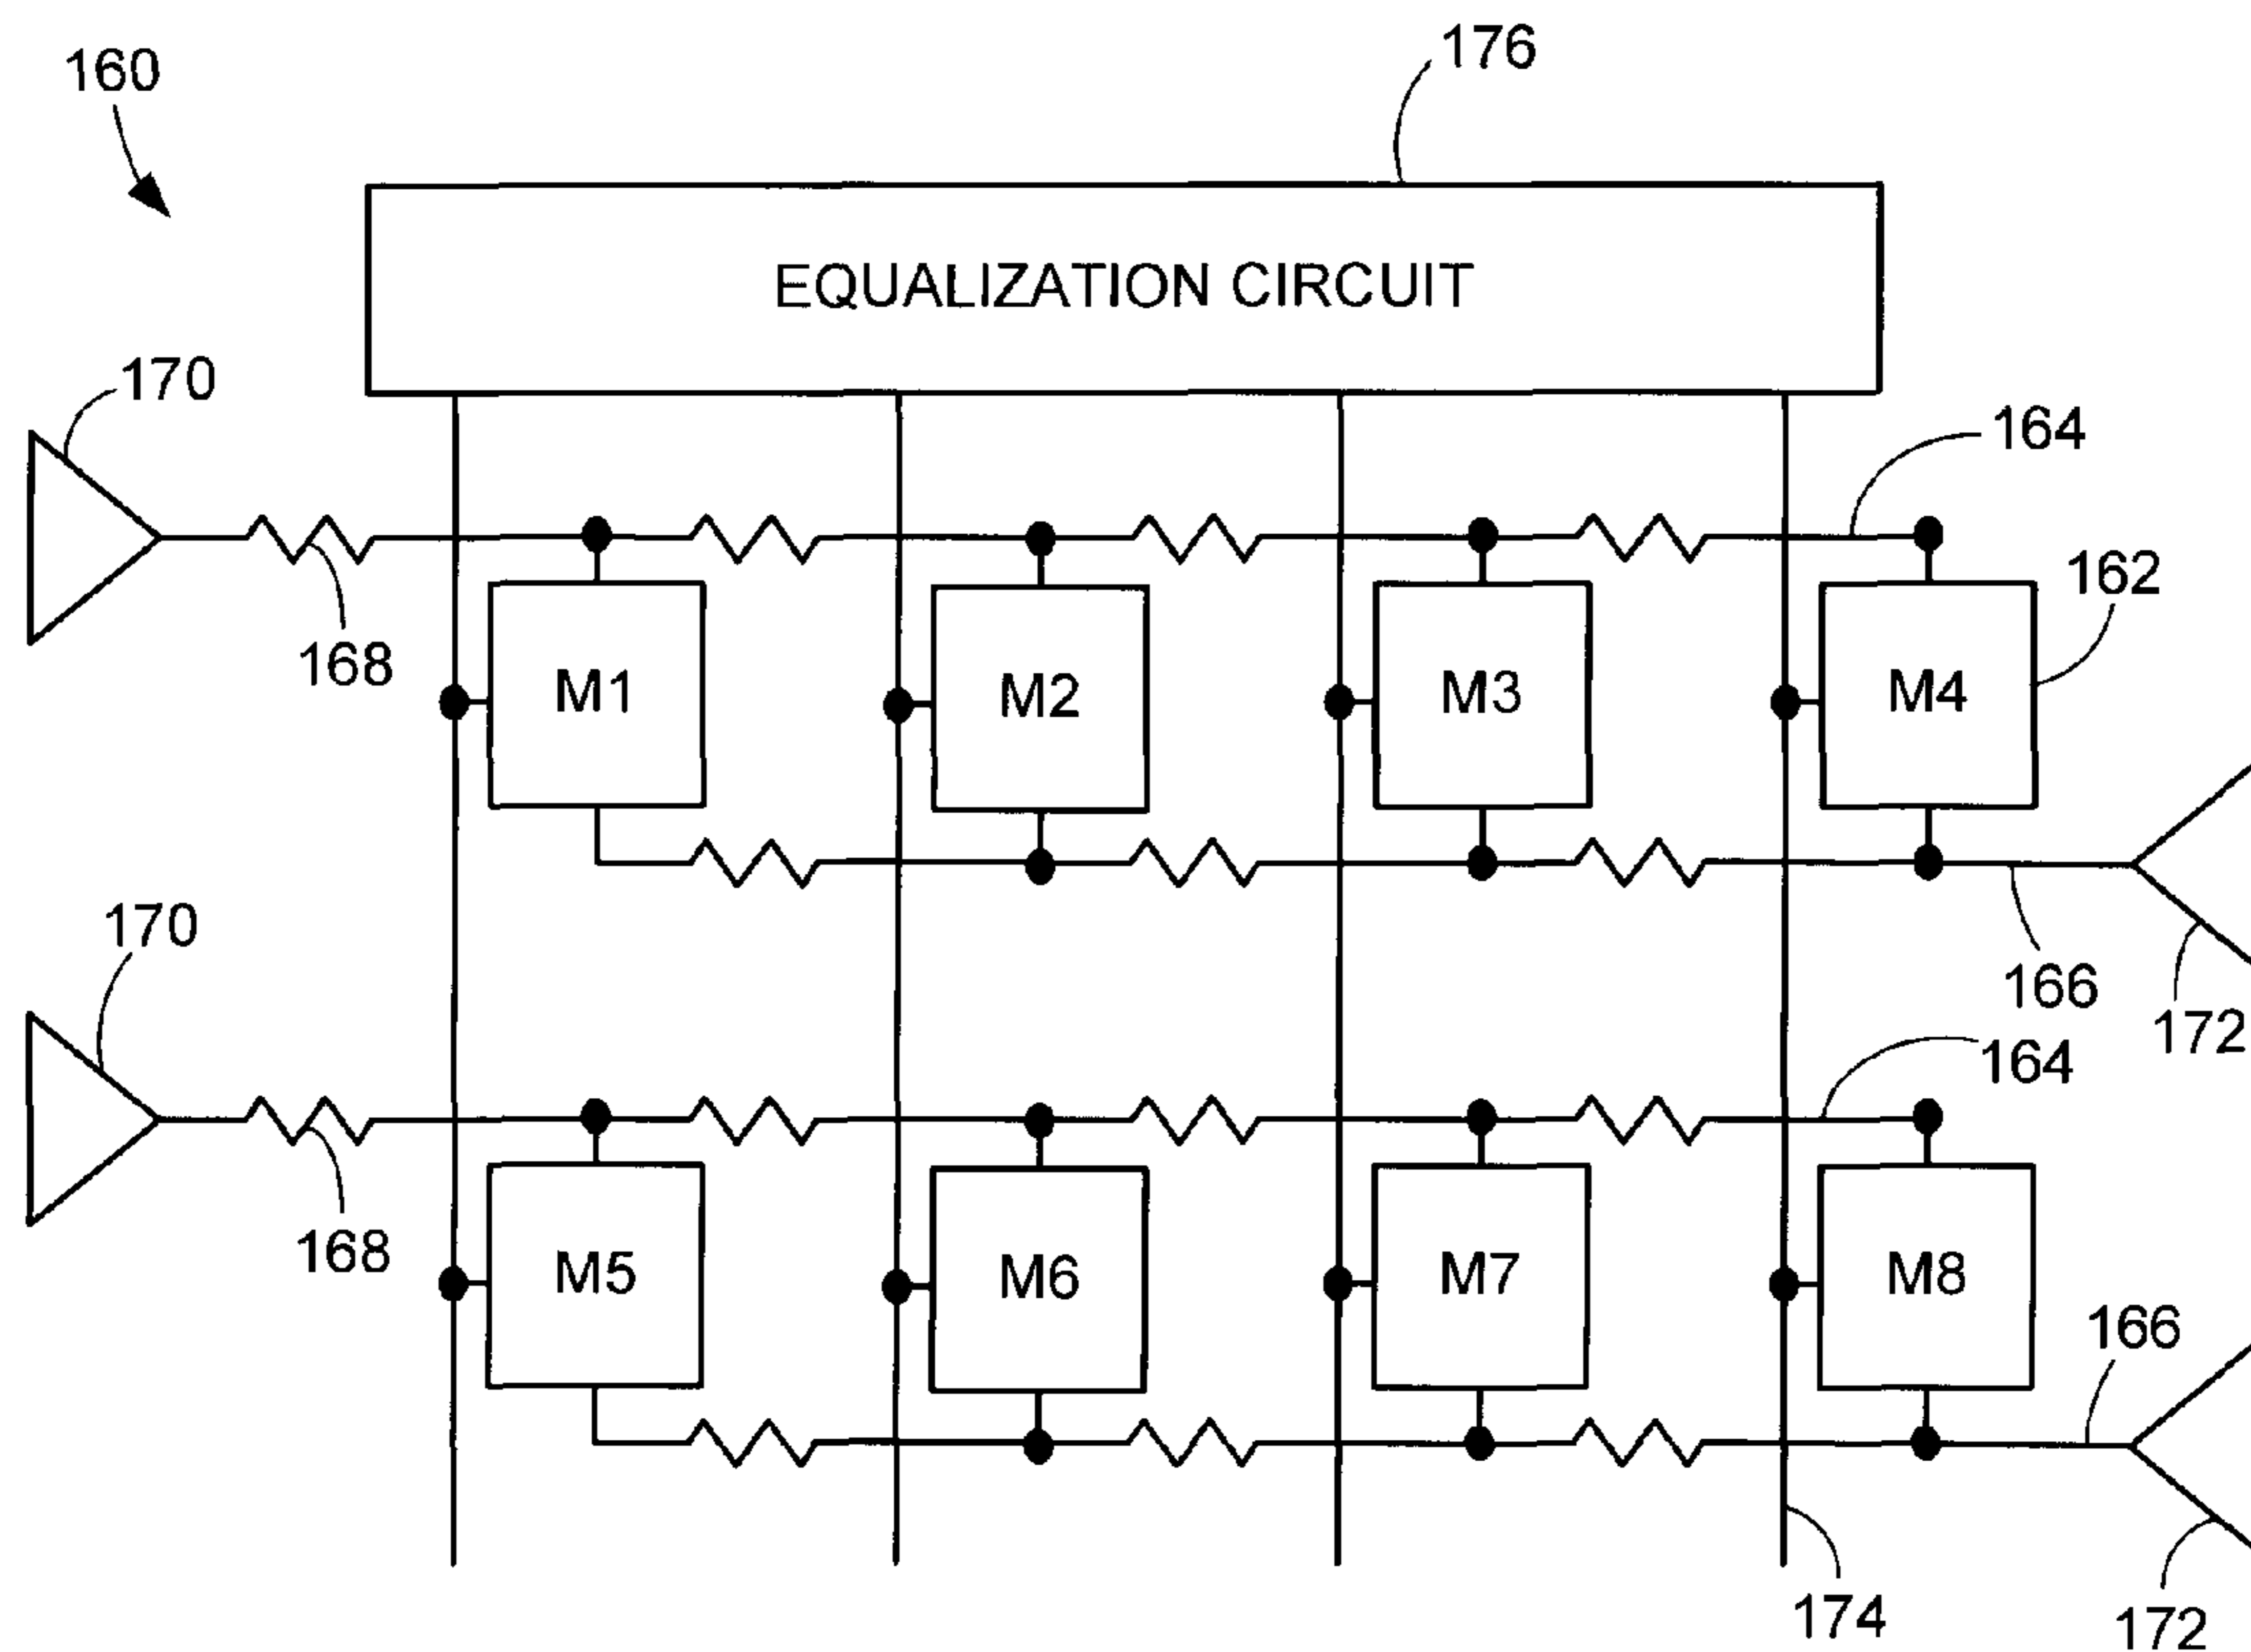 176
160
EQUALIZATION CIRCUIT
170
164
162
168
M1
M2
M3
M4
170
166
172
164
168
M5
M6
M7
M8
166
174
172